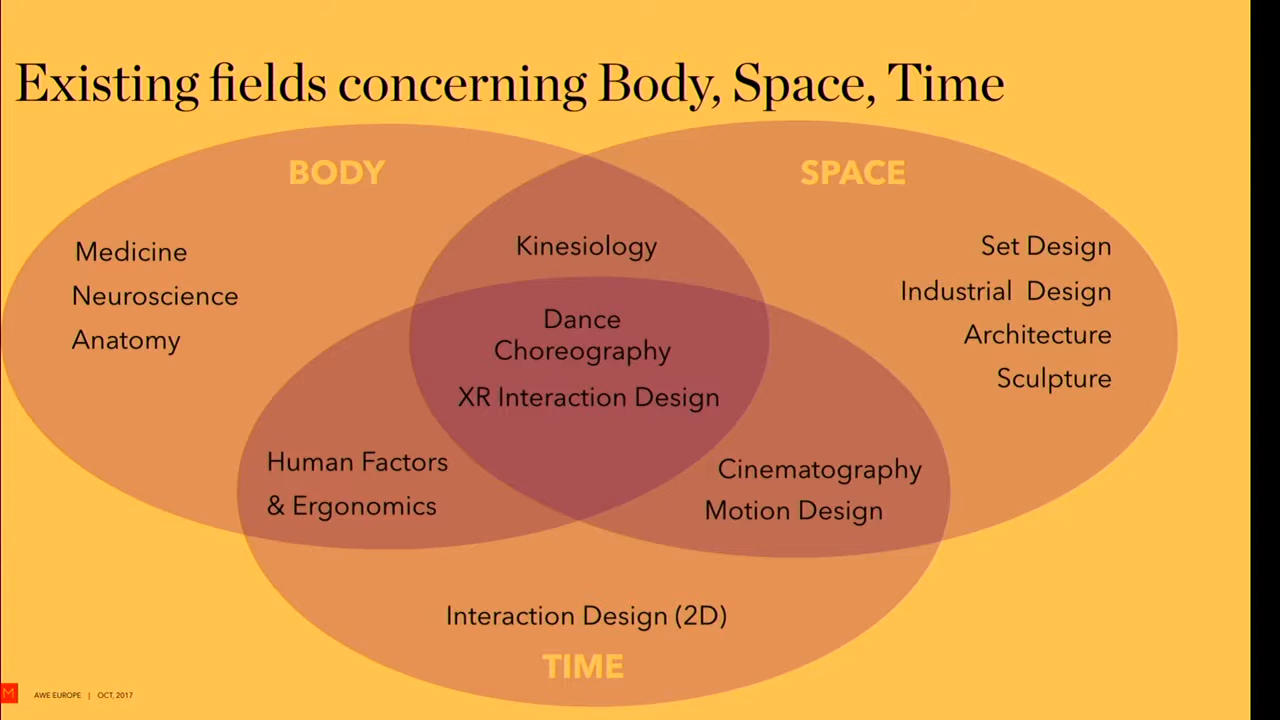 Existing fields concerning Body, Space, Time
BODY
SPACE
Medicine
Neuroscience
Anatomy
Kinesiology
Set Design
Industrial Design
Architecture
Sculpture
Dance
Choreography
XR Interaction Design
Human Factors
& Ergonomics
Cinematography
Motion Design
Interaction Design (2D)
TIME
M
AWE EUROPE | OCT, 2017